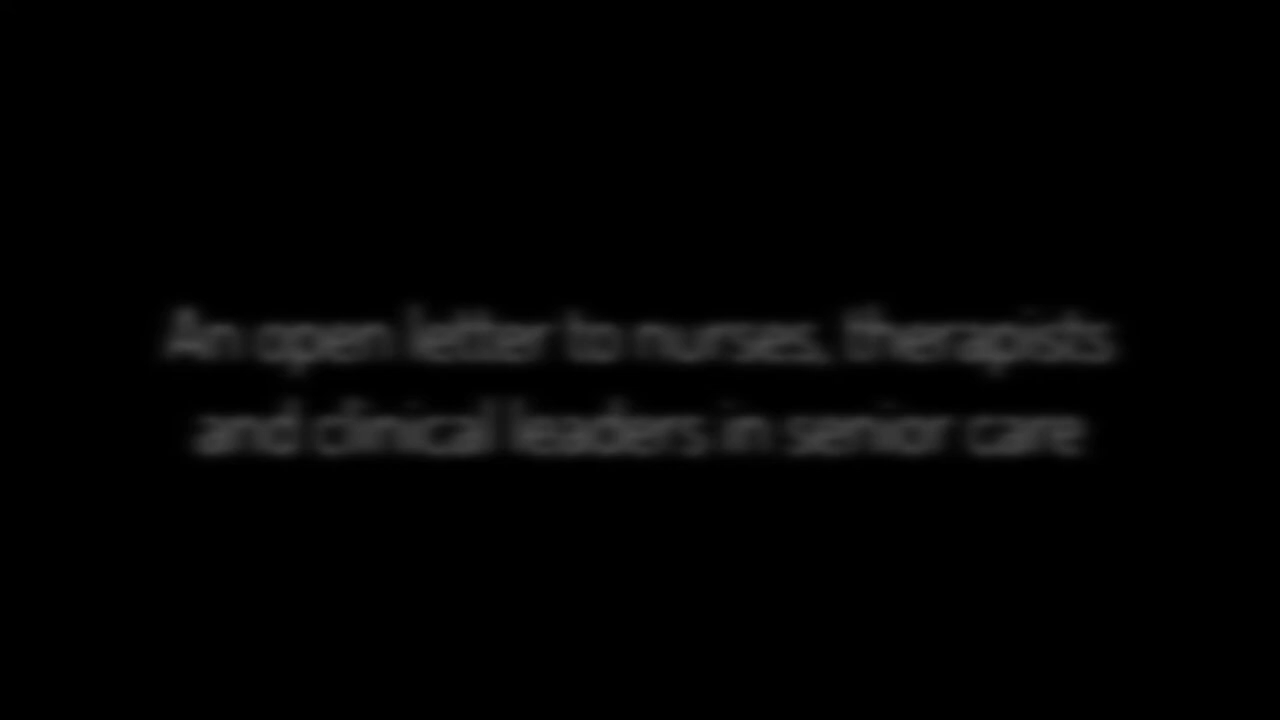 An open letter to nurses, therapists
and clinical leaders in senior care